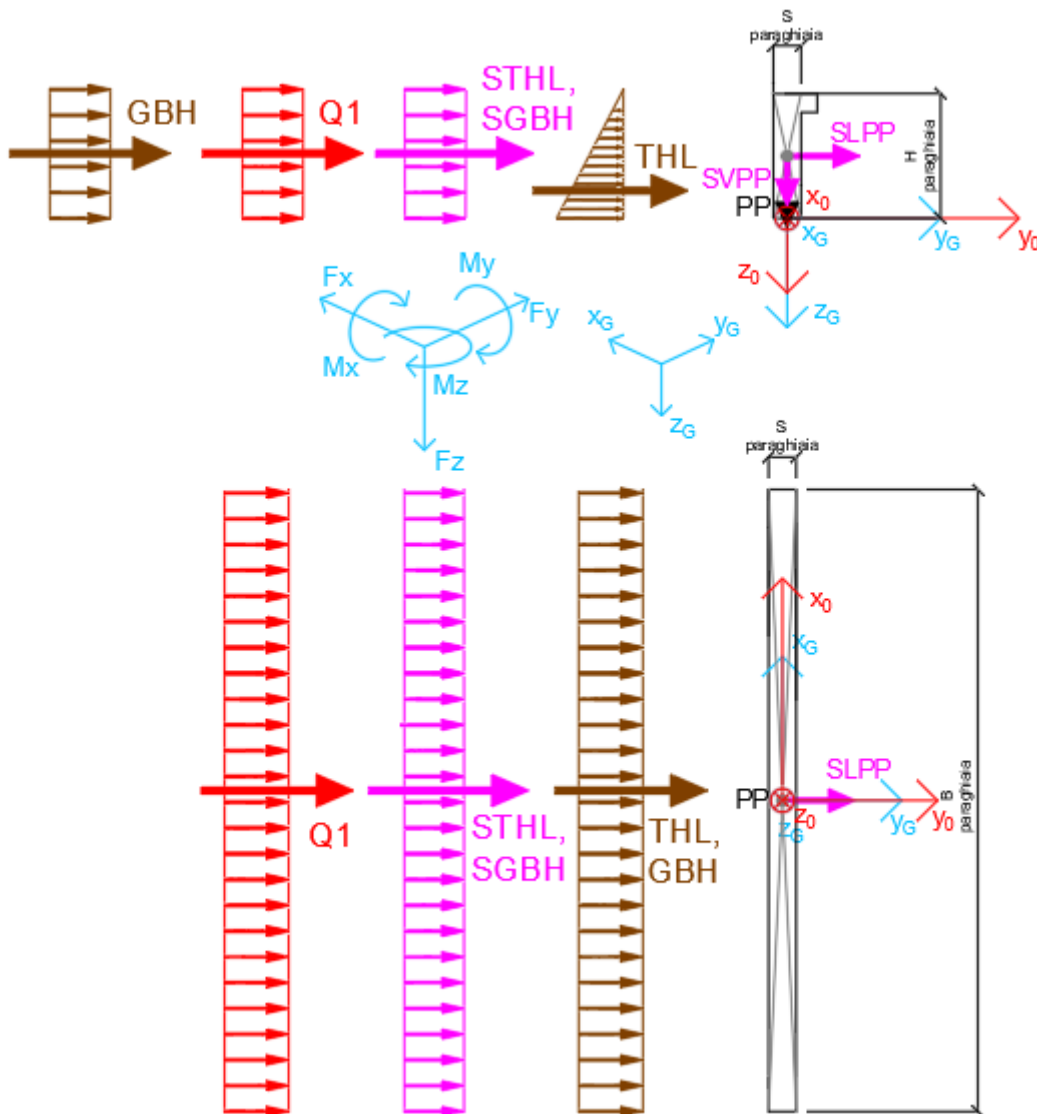 S
paraghiaia
GBH
Q1
STHL,
SGBH
THL
SLPP
H
paraghiaia
SVPP
PP
x0
xG
yG
y0
z0
zG
Fx
My
Fy
Mx
Mz
Fz
xG
yG
zG
S
paraghiaia
x0
xG
SLPP
PP
z0
zG
yG
y0
B
paraghiaia
Q1
STHL,
SGBH
THL,
GBH